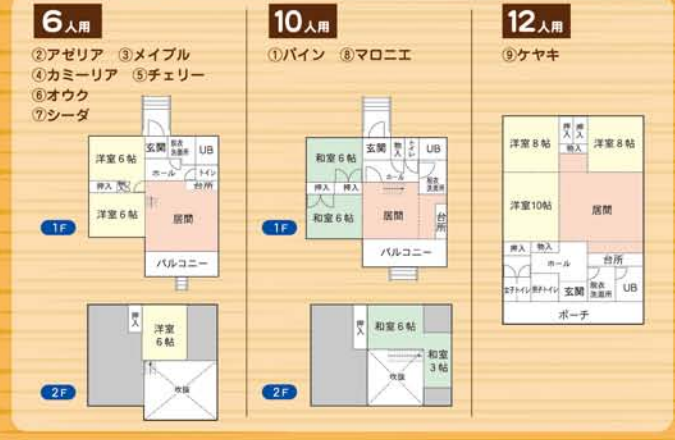 6人用
②アゼリア ③メイプル
④カミーリア ⑤チェリー
⑥オウク
⑦シーダ
洋室6帖
玄関
脱衣
洗面所
UB
ホール
トイレ
押入
台所
洋室6帖
居間
1F
バルコニー
押入
洋室
6帖
吹抜
2F
10人用
①パイン ⑧マロニエ
和室6帖
玄関
物入
トイレ
UB
ホール
脱衣
洗面所
押入
押入
和室6帖
居間
台所
1F
バルコニー
押入
和室6帖
和室
3帖
吹抜
2F
12人用
⑨ケヤキ
洋室8帖
押入
押入
洋室8帖
物入
洋室10帖
居間
押入
物入
ホール
台所
女子トイレ
男子トイレ
玄関
脱衣
洗面所
UB
ポーチ